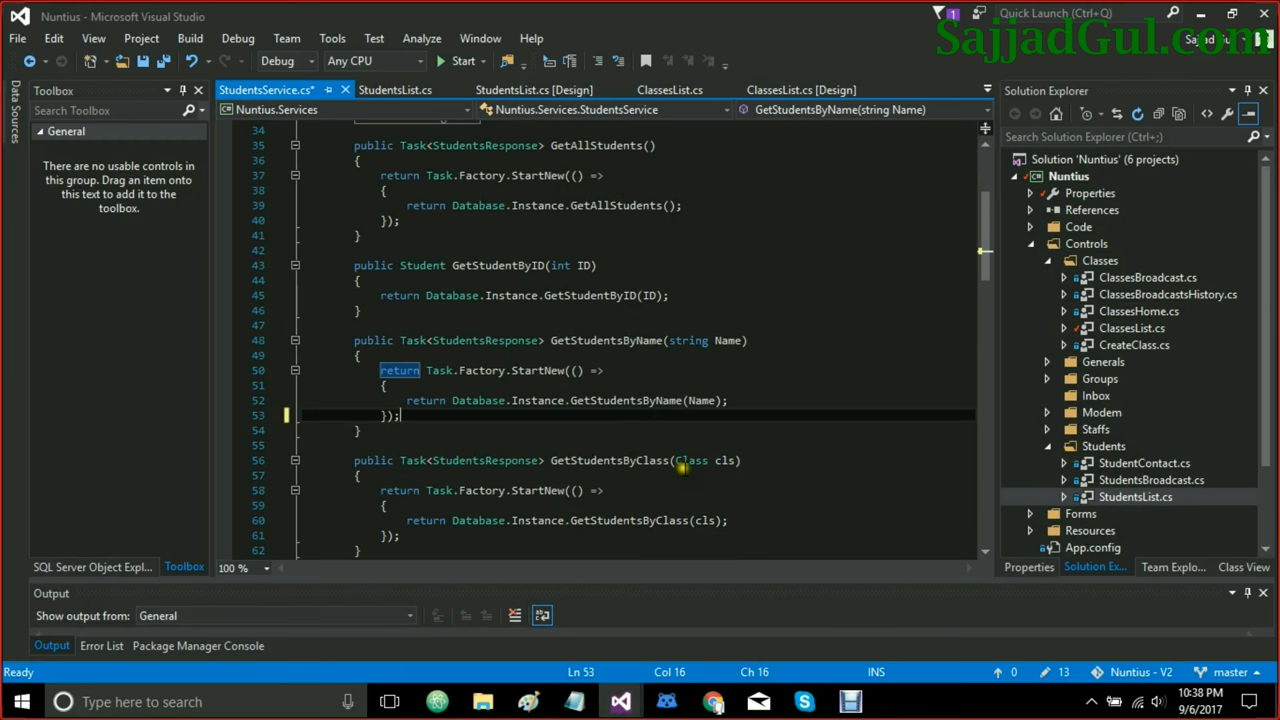 Nuntius - Microsoft Visual Studio
1
Quick Launch (Ctrl+Q)
SajjadGul.com
File Edit View Project Build Debug Team Tools Test Analyze Window Help
Debug Any CPU Start
Data Sources
Toolbox
Search Toolbox
General
There are no usable controls in
this group. Drag an item onto
this text to add it to the
toolbox.
SQL Server Object Expl... Toolbox
StudentsService.cs* StudentsList.cs StudentsList.cs [Design] ClassesList.cs ClassesList.cs [Design]
Nuntius.Services Nuntius.Services.StudentsService GetStudentsByName(string Name)
34
35 public Task<StudentsResponse> GetAllStudents()
36 {
37 return Task.Factory.StartNew(() =>
38 {
39 return Database.Instance.GetAllStudents();
40 });
41 }
42
43 public Student GetStudentByID(int ID)
44 {
45 return Database.Instance.GetStudentByID(ID);
46 }
47
48 public Task<StudentsResponse> GetStudentsByName(string Name)
49 {
50 return Task.Factory.StartNew(() =>
51 {
52 return Database.Instance.GetStudentsByName(Name);
53 });
54 }
55
56 public Task<StudentsResponse> GetStudentsByClass(Class cls)
57 {
58 return Task.Factory.StartNew(() =>
59 {
60 return Database.Instance.GetStudentsByClass(cls);
61 });
62 }
100 %
Solution Explorer
Search Solution Explorer (Ctrl+;)
Solution 'Nuntius' (6 projects)
Nuntius
Properties
References
Code
Controls
Classes
ClassesBroadcast.cs
ClassesBroadcastsHistory.cs
ClassesHome.cs
ClassesList.cs
CreateClass.cs
Generals
Groups
Inbox
Modem
Staffs
Students
StudentContact.cs
StudentsBroadcast.cs
StudentsList.cs
Forms
Resources
App.config
Properties Solution Ex... Team Explo... Class View
Output
Show output from: General
Output Error List Package Manager Console
Ready Ln 53 Col 16 Ch 16 INS 0 13 Nuntius - V2 master
Type here to search
10:38 PM
9/6/2017